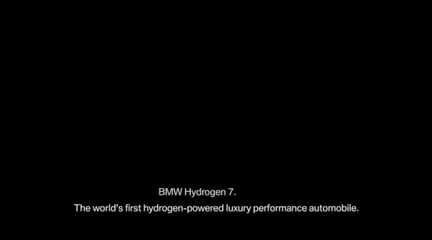 BMW Hydrogen 7.
The world's first hydrogen-powered luxury performance automobile.